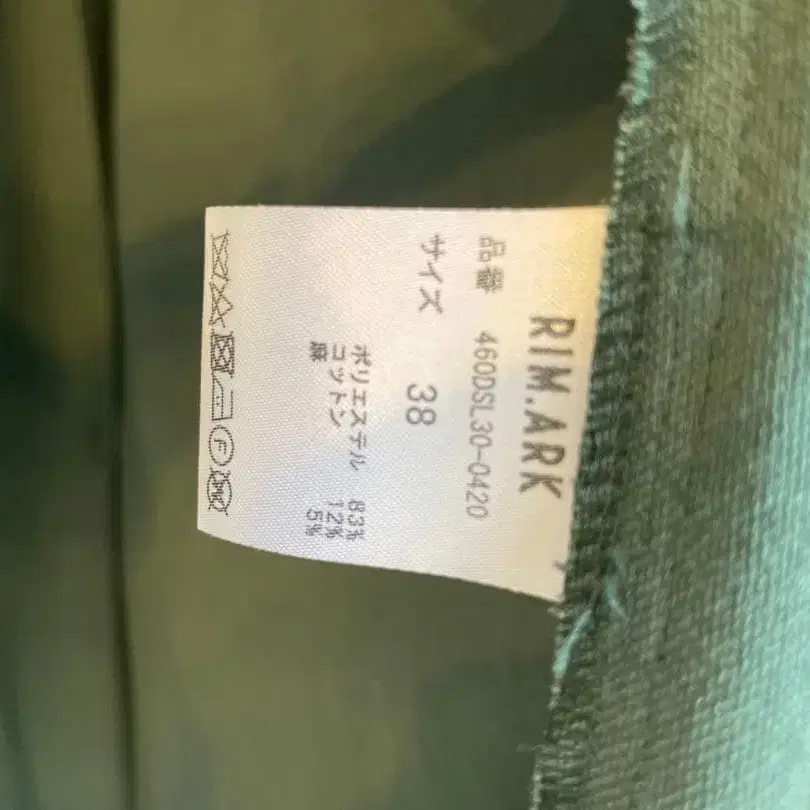 RIM.ARK
品番 460DSL30-0420
サイズ 38
ポリエステル 83%
コットン 12%
麻 5%